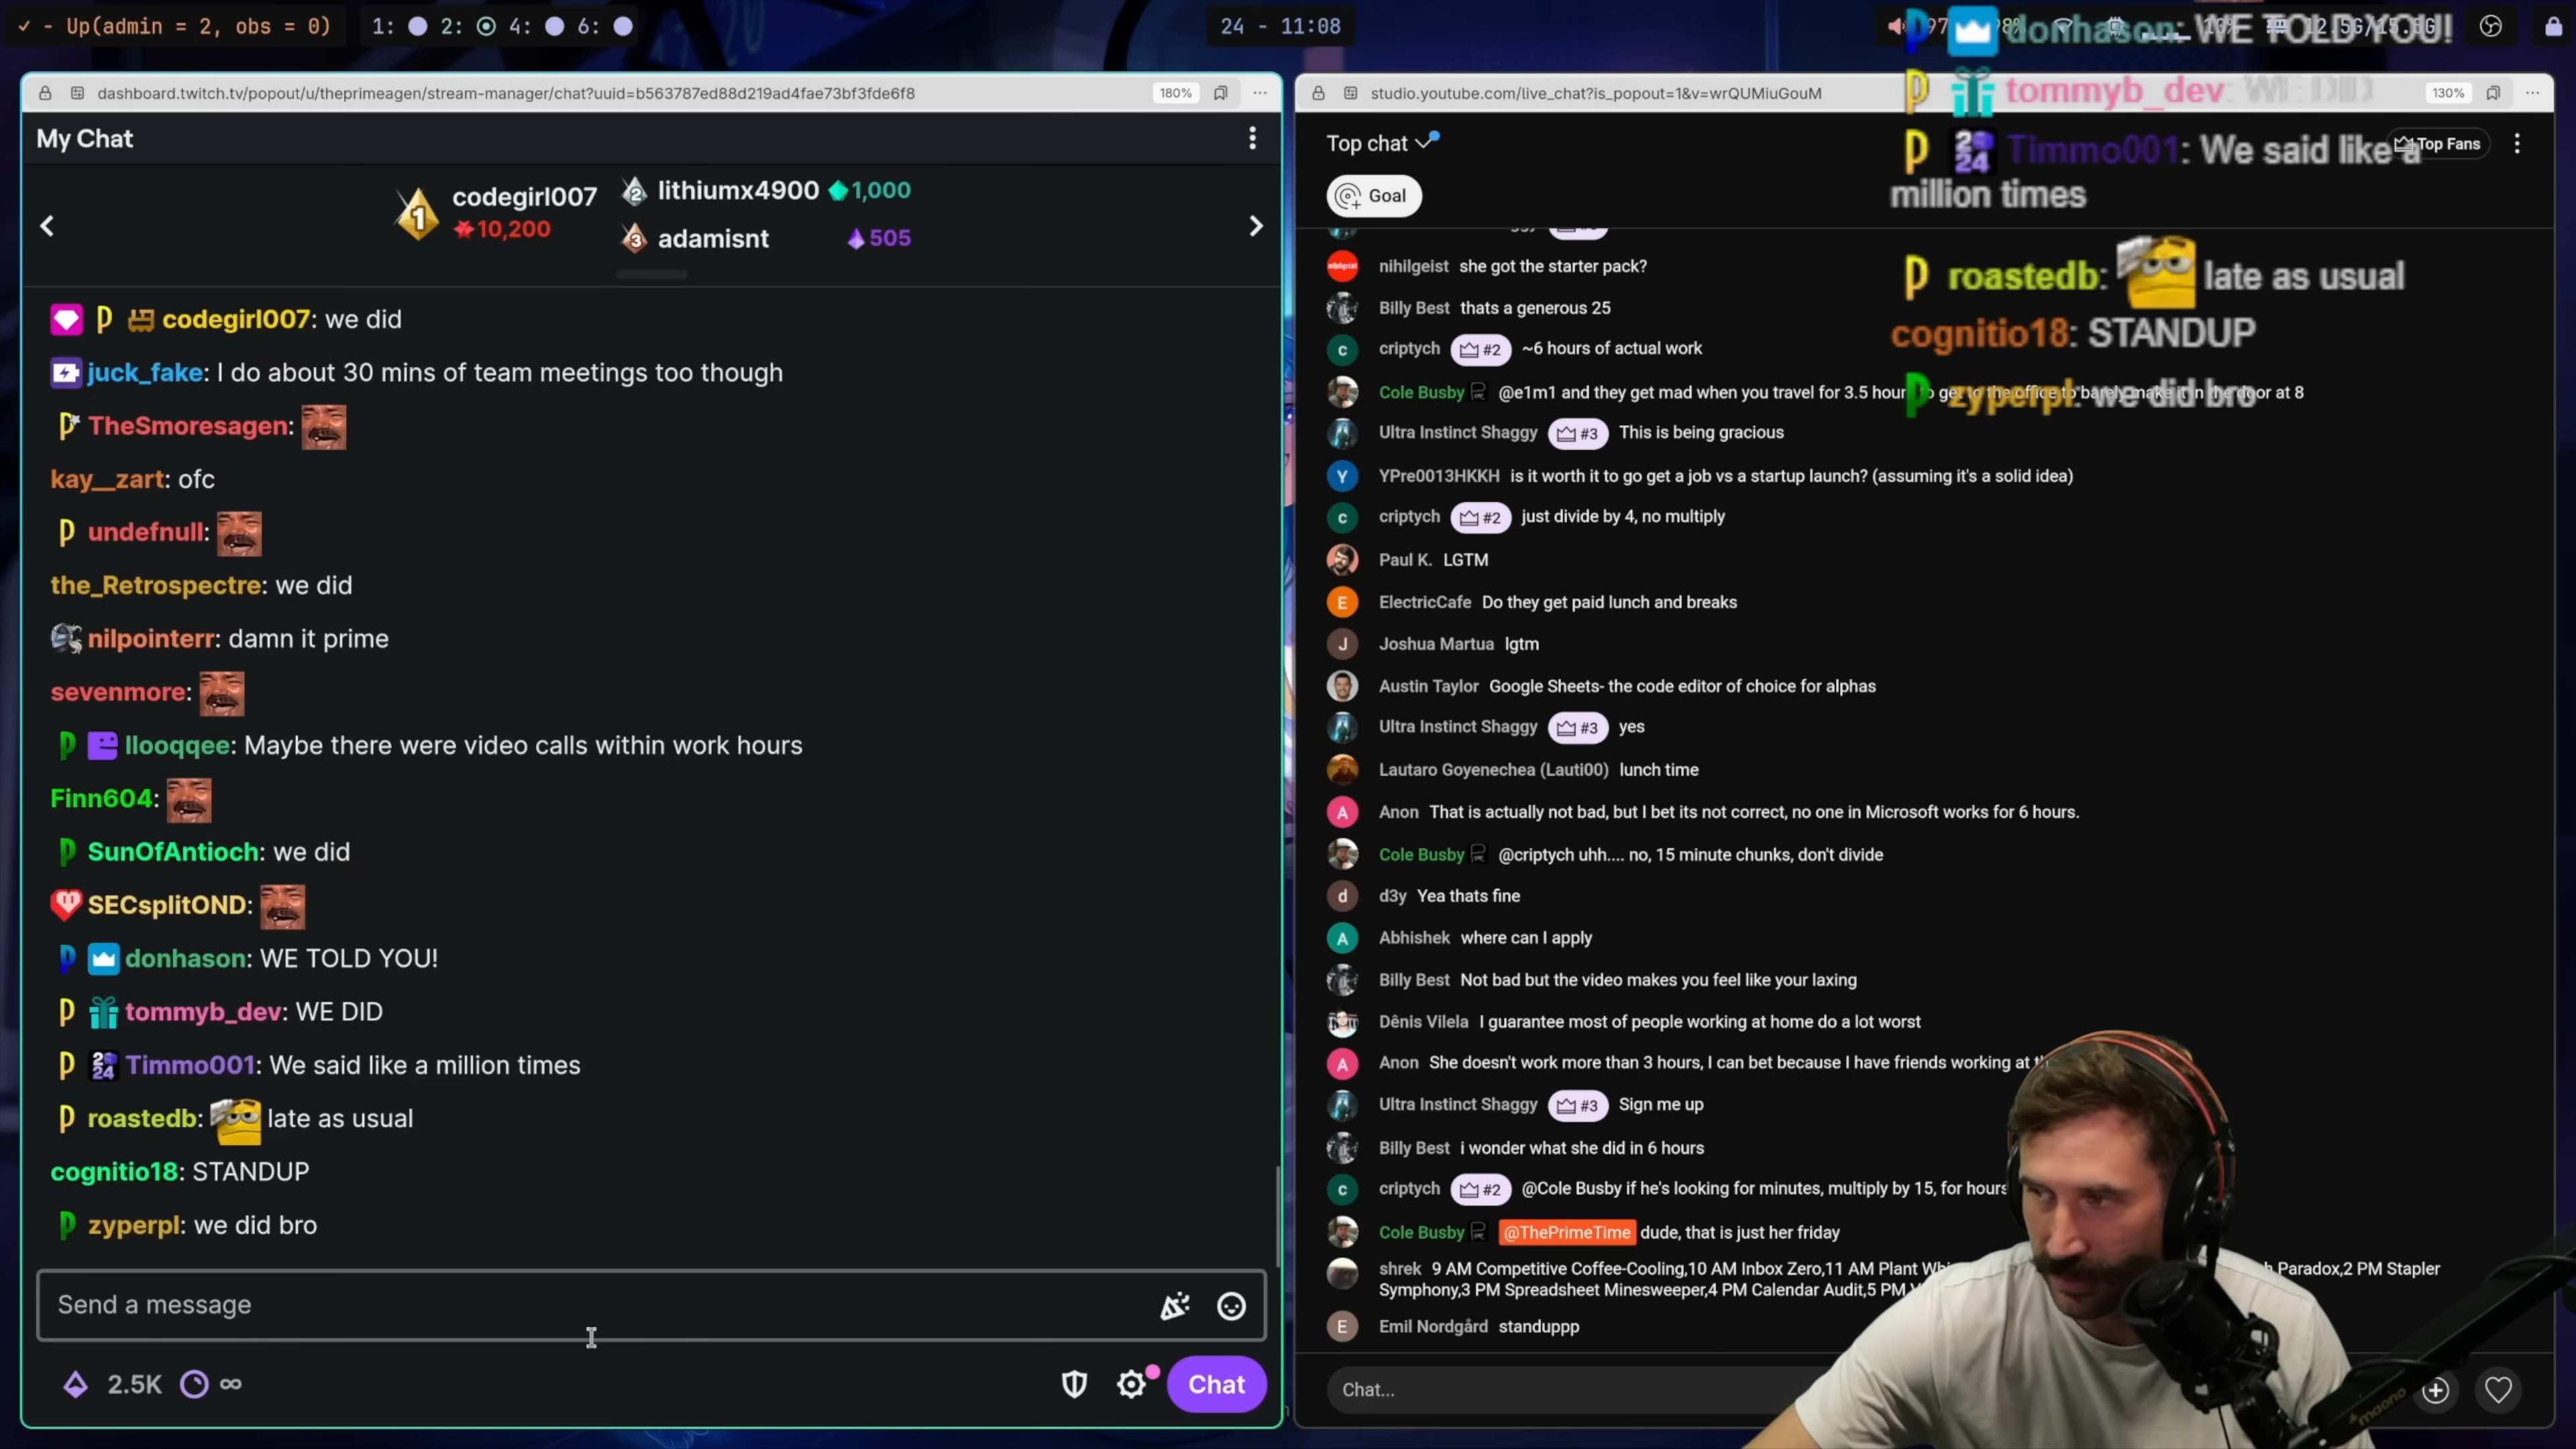 ✓ - Up(admin = 2, obs = 0)
1: 2: 4: 6:
24 - 11:08
dashboard.twitch.tv/popout/u/theprimeagen/stream-manager/chat?uuid=b563787ed88d219ad4fae73bf3fde6f8
180%
My Chat
1 codegirl007
10,200
2 lithiumx4900 1,000
3 adamisnt 505
codegirl007: we did
juck_fake: I do about 30 mins of team meetings too though
TheSmoresagen:
kay__zart: ofc
undefnull:
the_Retrospectre: we did
nilpointerr: damn it prime
sevenmore:
llooqqee: Maybe there were video calls within work hours
Finn604:
SunOfAntioch: we did
SECsplitOND:
donhason: WE TOLD YOU!
tommyb_dev: WE DID
Timmo001: We said like a million times
roastedb: late as usual
cognitio18: STANDUP
zyperpl: we did bro
Send a message
2.5K ∞
Chat
studio.youtube.com/live_chat?is_popout=1&v=wrQUMiuGouM
130%
Top chat
Top Fans
Goal
nihilgeist she got the starter pack?
Billy Best thats a generous 25
criptych #2 ~6 hours of actual work
Cole Busby @e1m1 and they get mad when you travel for 3.5 hour to get to the office to barely make it in the door at 8
Ultra Instinct Shaggy #3 This is being gracious
YPre0013HKKH is it worth it to go get a job vs a startup launch? (assuming it's a solid idea)
criptych #2 just divide by 4, no multiply
Paul K. LGTM
ElectricCafe Do they get paid lunch and breaks
Joshua Martua lgtm
Austin Taylor Google Sheets- the code editor of choice for alphas
Ultra Instinct Shaggy #3 yes
Lautaro Goyenechea (Lauti00) lunch time
Anon That is actually not bad, but I bet its not correct, no one in Microsoft works for 6 hours.
Cole Busby @criptych uhh.... no, 15 minute chunks, don't divide
d3y Yea thats fine
Abhishek where can I apply
Billy Best Not bad but the video makes you feel like your laxing
Dênis Vilela I guarantee most of people working at home do a lot worst
Anon She doesn't work more than 3 hours, I can bet because I have friends working at
Ultra Instinct Shaggy #3 Sign me up
Billy Best i wonder what she did in 6 hours
criptych #2 @Cole Busby if he's looking for minutes, multiply by 15, for hours
Cole Busby @ThePrimeTime dude, that is just her friday
shrek 9 AM Competitive Coffee-Cooling,10 AM Inbox Zero,11 AM Plant Paradox,2 PM Stapler
Symphony,3 PM Spreadsheet Minesweeper,4 PM Calendar Audit,5 PM
Emil Nordgård standuppp
Chat...
donhason: WE TOLD YOU!
tommyb_dev: WE DID
Timmo001: We said like a
million times
roastedb: late as usual
cognitio18: STANDUP
zyperpl: we did bro
maono